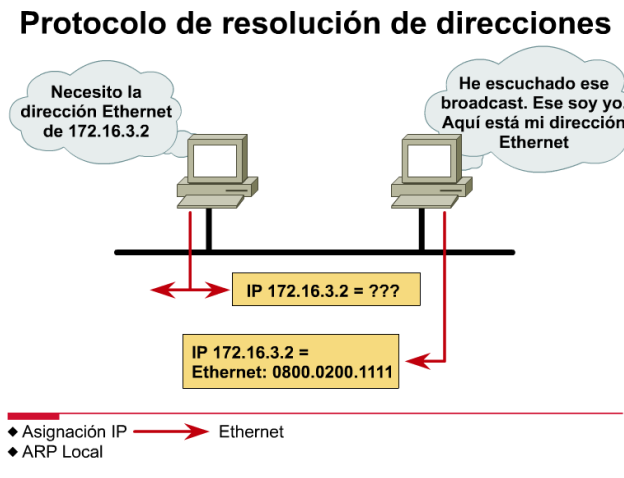 Protocolo de resolución de direcciones
Necesito la
dirección Ethernet
de 172.16.3.2
He escuchado ese
broadcast. Ese soy yo.
Aquí está mi dirección
Ethernet
IP 172.16.3.2 = ???
IP 172.16.3.2 =
Ethernet: 0800.0200.1111
◆ Asignación IP Ethernet
◆ ARP Local